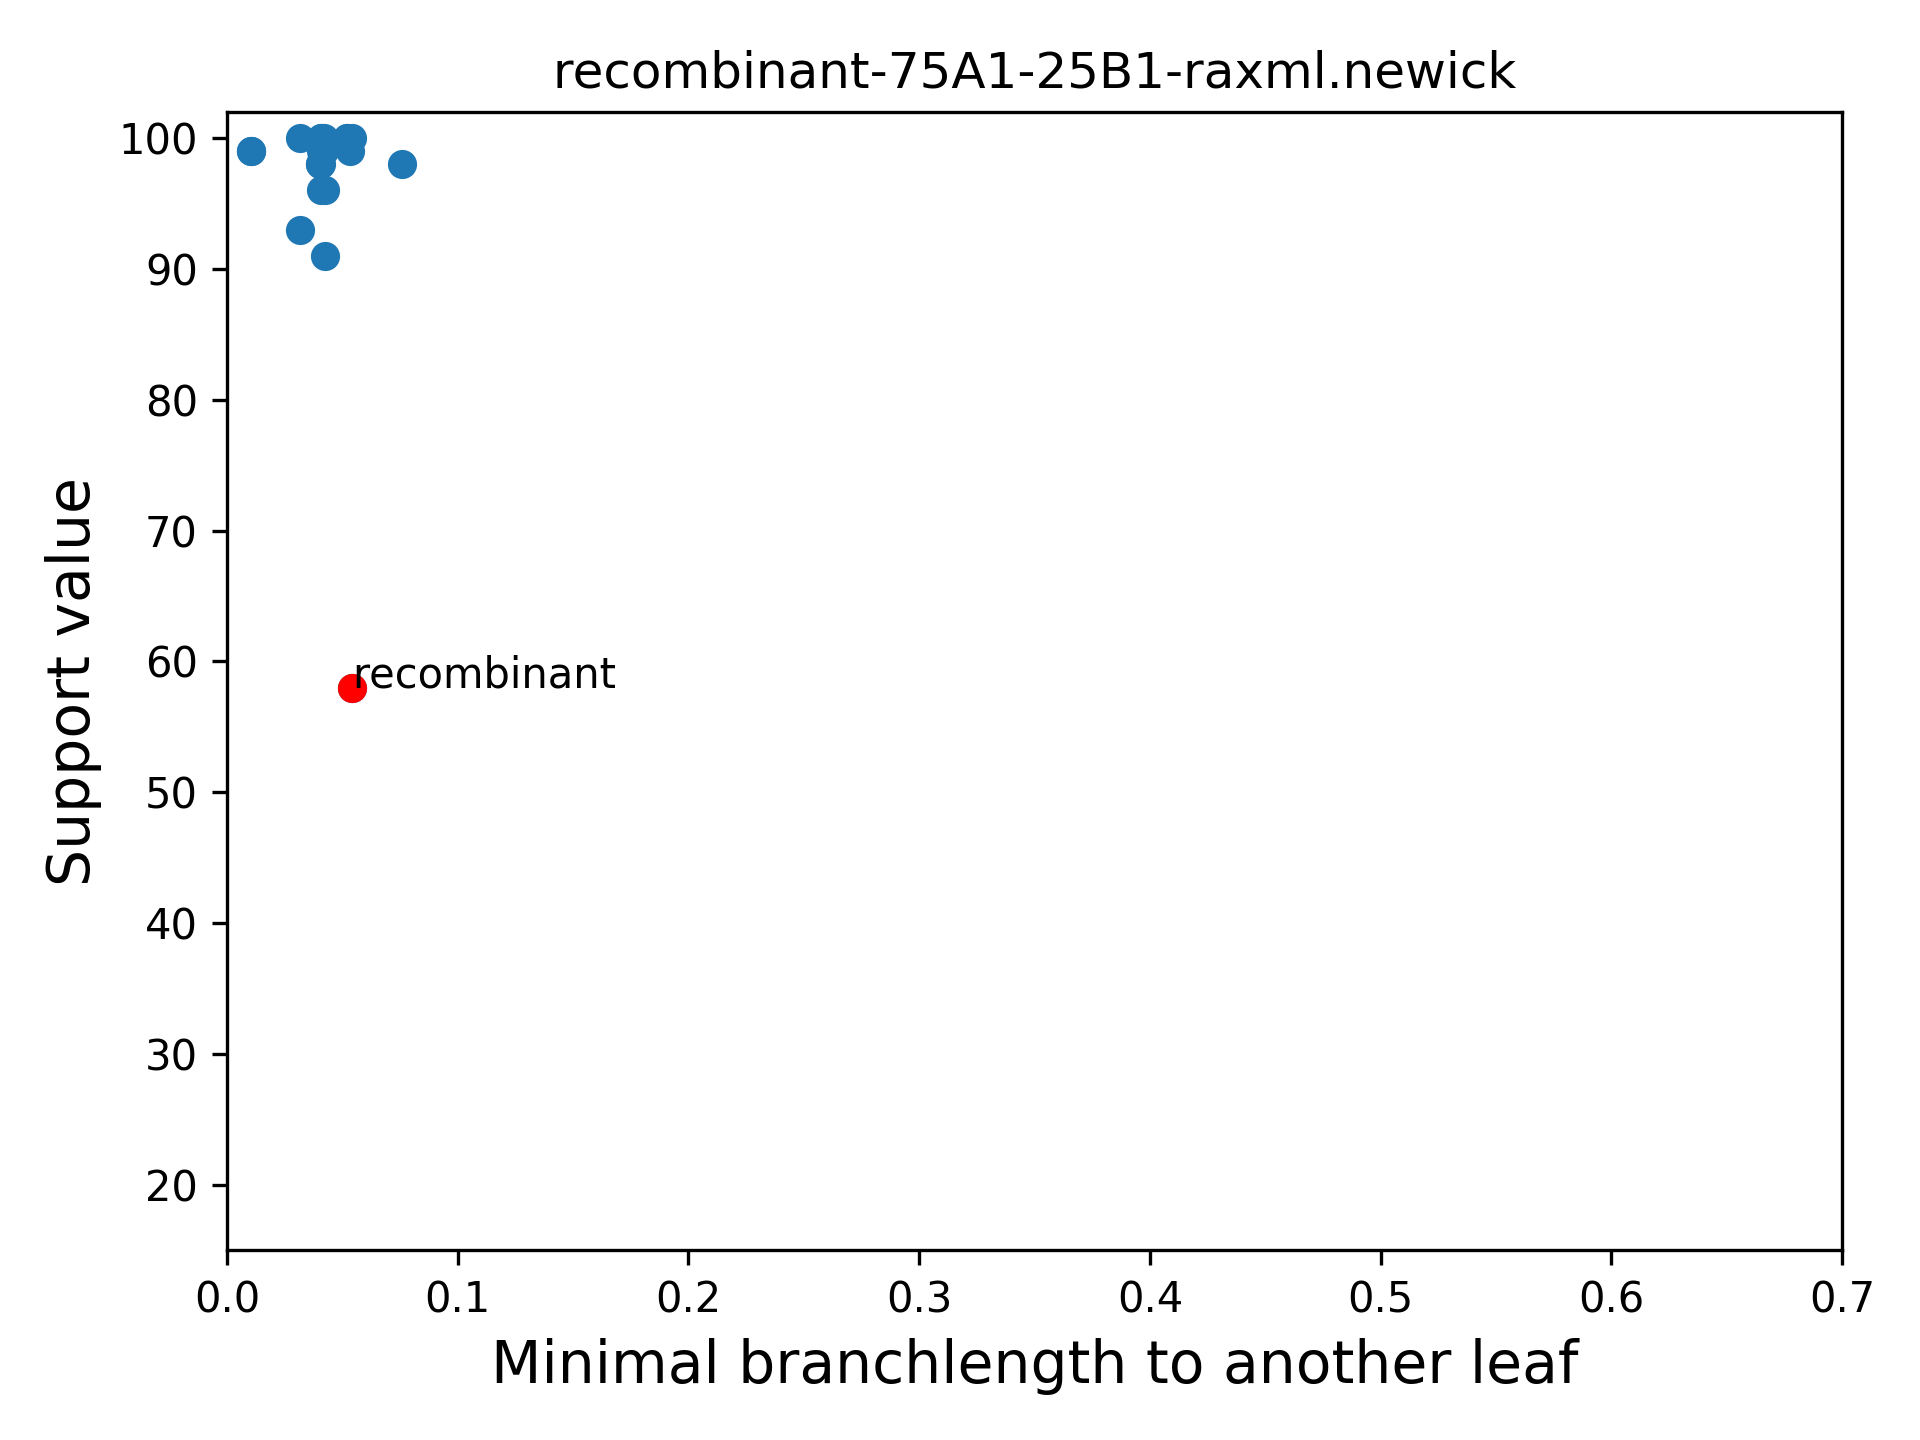 recombinant-75A1-25B1-raxml.newick
100
90
80
70
60
50
40
30
20
Support value
recombinant
0.0 0.1 0.2 0.3 0.4 0.5 0.6 0.7
Minimal branchlength to another leaf